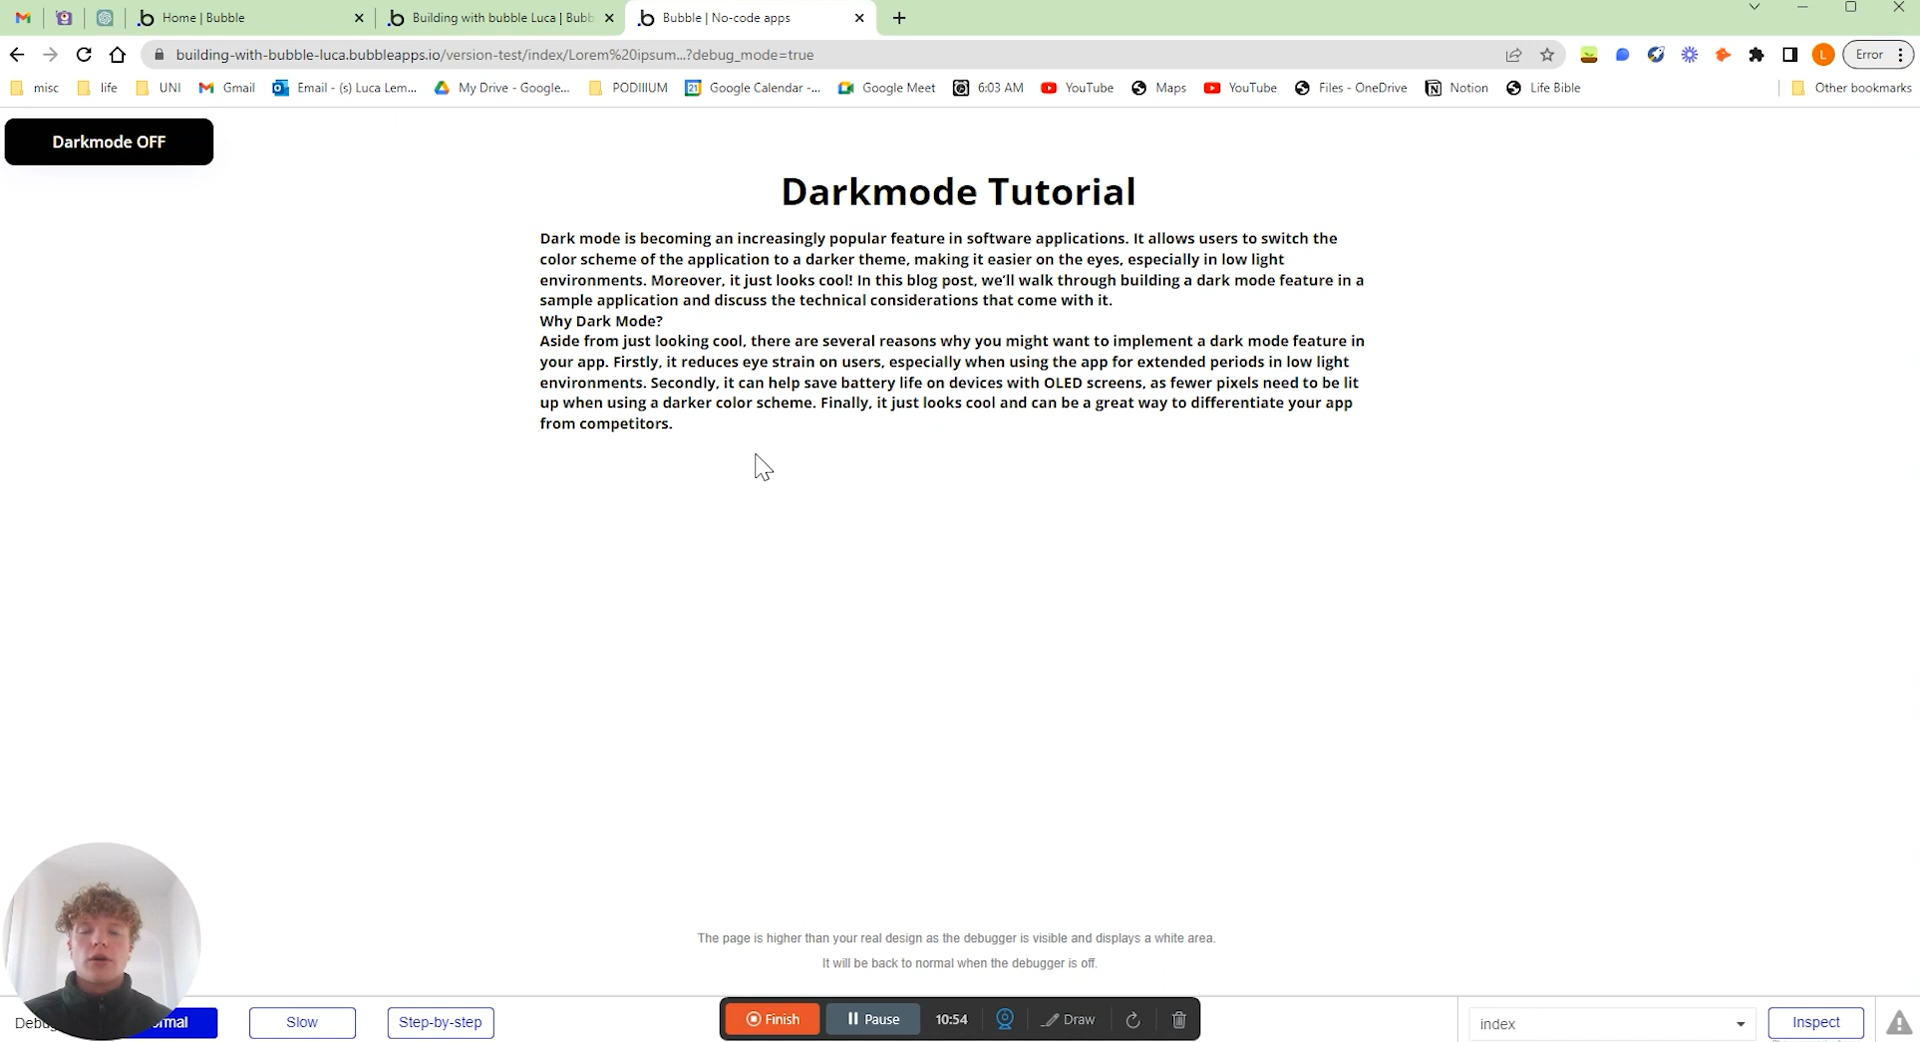 Home | Bubble
Building with bubble Luca | Bubb
Bubble | No-code apps
building-with-bubble-luca.bubbleapps.io/version-test/index/Lorem%20ipsum...?debug_mode=true
L
Error
misc
life
UNI
Gmail
Email - (s) Luca Lem...
My Drive - Google...
PODIIIUM
Google Calendar -...
Google Meet
6:03 AM
YouTube
Maps
YouTube
Files - OneDrive
Notion
Life Bible
Other bookmarks
Darkmode OFF
Darkmode Tutorial
Dark mode is becoming an increasingly popular feature in software applications. It allows users to switch the
color scheme of the application to a darker theme, making it easier on the eyes, especially in low light
environments. Moreover, it just looks cool! In this blog post, we'll walk through building a dark mode feature in a
sample application and discuss the technical considerations that come with it.
Why Dark Mode?
Aside from just looking cool, there are several reasons why you might want to implement a dark mode feature in
your app. Firstly, it reduces eye strain on users, especially when using the app for extended periods in low light
environments. Secondly, it can help save battery life on devices with OLED screens, as fewer pixels need to be lit
up when using a darker color scheme. Finally, it just looks cool and can be a great way to differentiate your app
from competitors.
The page is higher than your real design as the debugger is visible and displays a white area.
It will be back to normal when the debugger is off.
Slow
Step-by-step
Finish
Pause
10:54
Draw
index
Inspect